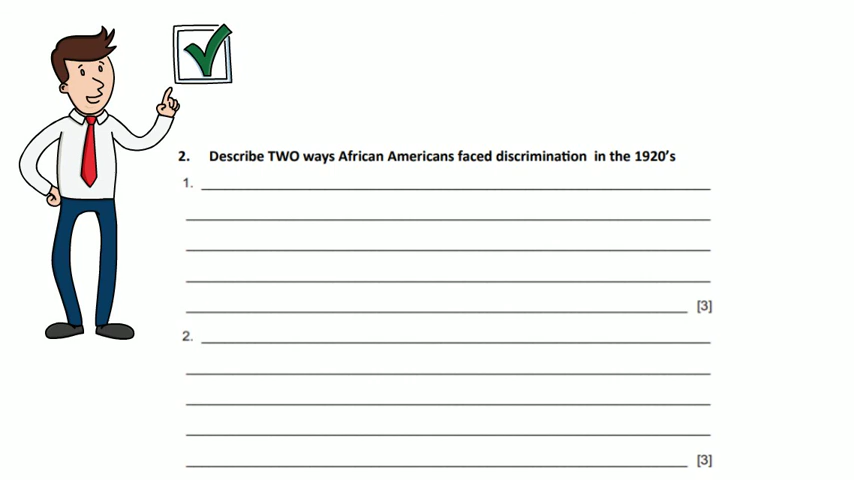 2. Describe TWO ways African Americans faced discrimination in the 1920's
1.
[3]
2.
[3]